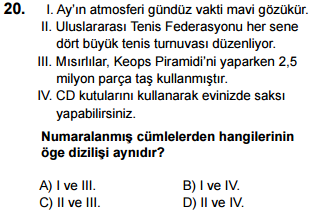 20. I. Ay'ın atmosferi gündüz vakti mavi gözükür.
II. Uluslararası Tenis Federasyonu her sene
dört büyük tenis turnuvası düzenliyor.
III. Mısırlılar, Keops Piramidi'ni yaparken 2,5
milyon parça taş kullanmıştır.
IV. CD kutularını kullanarak evinizde saksı
yapabilirsiniz.
Numaralanmış cümlelerden hangilerinin
öge dizilişi aynıdır?
A) I ve III. B) I ve IV.
C) II ve III. D) II ve IV.